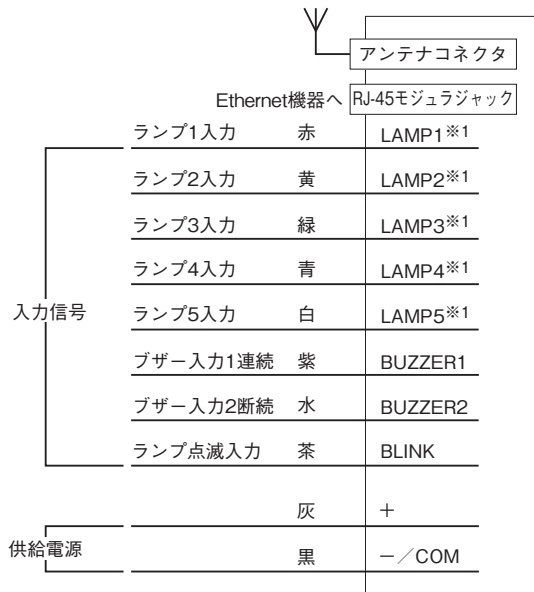 アンテナコネクタ
Ethernet機器へ RJ-45モジュラジャック
ランプ1入力 赤 LAMP1※1
ランプ2入力 黄 LAMP2※1
ランプ3入力 緑 LAMP3※1
ランプ4入力 青 LAMP4※1
入力信号 ランプ5入力 白 LAMP5※1
ブザー入力1連続 紫 BUZZER1
ブザー入力2断続 水 BUZZER2
ランプ点滅入力 茶 BLINK
灰 +
供給電源 黒 −/COM